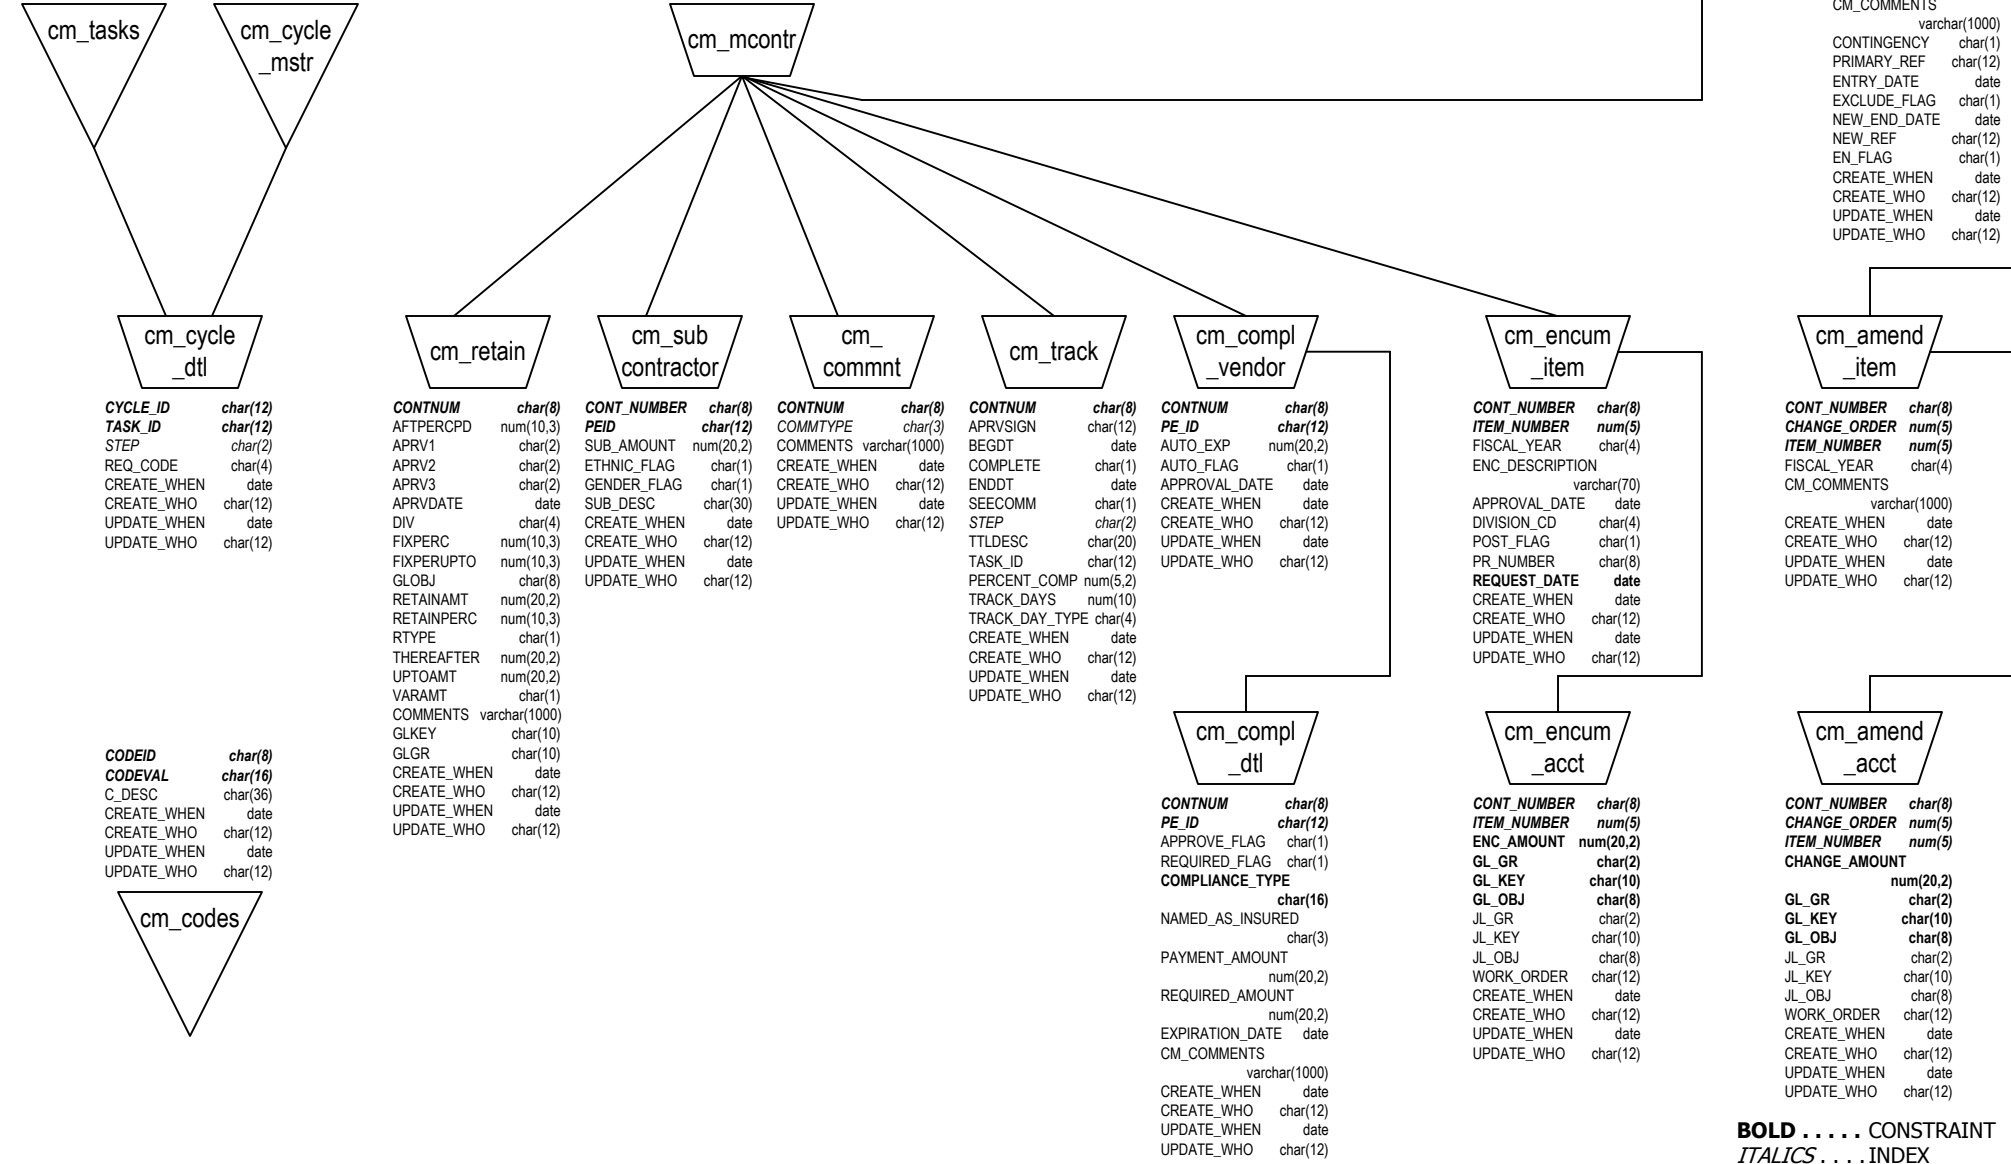 cm_tasks
cm_cycle
_mstr
cm_mcontr
CM_COMMENTS
varchar(1000)
CONTINGENCY char(1)
PRIMARY_REF char(12)
ENTRY_DATE date
EXCLUDE_FLAG char(1)
NEW_END_DATE date
NEW_REF char(12)
EN_FLAG char(1)
CREATE_WHEN date
CREATE_WHO char(12)
UPDATE_WHEN date
UPDATE_WHO char(12)
cm_cycle
_dtl
CYCLE_ID char(12)
TASK_ID char(12)
STEP char(2)
REQ_CODE char(4)
CREATE_WHEN date
CREATE_WHO char(12)
UPDATE_WHEN date
UPDATE_WHO char(12)
CODEID char(8)
CODEVAL char(16)
C_DESC char(36)
CREATE_WHEN date
CREATE_WHO char(12)
UPDATE_WHEN date
UPDATE_WHO char(12)
cm_codes
cm_retain
CONTNUM char(8)
AFTPERCPD num(10,3)
APRV1 char(2)
APRV2 char(2)
APRV3 char(2)
APRVDATE date
DIV char(4)
FIXPERC num(10,3)
FIXPERUPTO num(10,3)
GLOBJ char(8)
RETAINAMT num(20,2)
RETAINPERC num(10,3)
RTYPE char(1)
THEREAFTER num(20,2)
UPTOAMT num(20,2)
VARAMT char(1)
COMMENTS varchar(1000)
GLKEY char(10)
GLGR char(10)
CREATE_WHEN date
CREATE_WHO char(12)
UPDATE_WHEN date
UPDATE_WHO char(12)
cm_sub
contractor
CONT_NUMBER char(8)
PEID char(12)
SUB_AMOUNT num(20,2)
ETHNIC_FLAG char(1)
GENDER_FLAG char(1)
SUB_DESC char(30)
CREATE_WHEN date
CREATE_WHO char(12)
UPDATE_WHEN date
UPDATE_WHO char(12)
cm_
commnt
CONTNUM char(8)
COMMTYPE char(3)
COMMENTS varchar(1000)
CREATE_WHEN date
CREATE_WHO char(12)
UPDATE_WHEN date
UPDATE_WHO char(12)
cm_track
CONTNUM char(8)
APRVSIGN char(12)
BEGDT date
COMPLETE char(1)
ENDDT date
SEECOMM char(1)
STEP char(2)
TTLDESC char(20)
TASK_ID char(12)
PERCENT_COMP num(5,2)
TRACK_DAYS num(10)
TRACK_DAY_TYPE char(4)
CREATE_WHEN date
CREATE_WHO char(12)
UPDATE_WHEN date
UPDATE_WHO char(12)
cm_compl
_vendor
CONTNUM char(8)
PE_ID char(12)
AUTO_EXP num(20,2)
AUTO_FLAG char(1)
APPROVAL_DATE date
CREATE_WHEN date
CREATE_WHO char(12)
UPDATE_WHEN date
UPDATE_WHO char(12)
cm_compl
_dtl
CONTNUM char(8)
PE_ID char(12)
APPROVE_FLAG char(1)
REQUIRED_FLAG char(1)
COMPLIANCE_TYPE
char(16)
NAMED_AS_INSURED
char(3)
PAYMENT_AMOUNT
num(20,2)
REQUIRED_AMOUNT
num(20,2)
EXPIRATION_DATE date
CM_COMMENTS
varchar(1000)
CREATE_WHEN date
CREATE_WHO char(12)
UPDATE_WHEN date
UPDATE_WHO char(12)
cm_encum
_item
CONT_NUMBER char(8)
ITEM_NUMBER num(5)
FISCAL_YEAR char(4)
ENC_DESCRIPTION
varchar(70)
APPROVAL_DATE date
DIVISION_CD char(4)
POST_FLAG char(1)
PR_NUMBER char(8)
REQUEST_DATE date
CREATE_WHEN date
CREATE_WHO char(12)
UPDATE_WHEN date
UPDATE_WHO char(12)
cm_encum
_acct
CONT_NUMBER char(8)
ITEM_NUMBER num(5)
ENC_AMOUNT num(20,2)
GL_GR char(2)
GL_KEY char(10)
GL_OBJ char(8)
JL_GR char(2)
JL_KEY char(10)
JL_OBJ char(8)
WORK_ORDER char(12)
CREATE_WHEN date
CREATE_WHO char(12)
UPDATE_WHEN date
UPDATE_WHO char(12)
cm_amend
_item
CONT_NUMBER char(8)
CHANGE_ORDER num(5)
ITEM_NUMBER num(5)
FISCAL_YEAR char(4)
CM_COMMENTS
varchar(1000)
CREATE_WHEN date
CREATE_WHO char(12)
UPDATE_WHEN date
UPDATE_WHO char(12)
cm_amend
_acct
CONT_NUMBER char(8)
CHANGE_ORDER num(5)
ITEM_NUMBER num(5)
CHANGE_AMOUNT
num(20,2)
GL_GR char(2)
GL_KEY char(10)
GL_OBJ char(8)
JL_GR char(2)
JL_KEY char(10)
JL_OBJ char(8)
WORK_ORDER char(12)
CREATE_WHEN date
CREATE_WHO char(12)
UPDATE_WHEN date
UPDATE_WHO char(12)
BOLD . . . . . CONSTRAINT
ITALICS . . . . INDEX